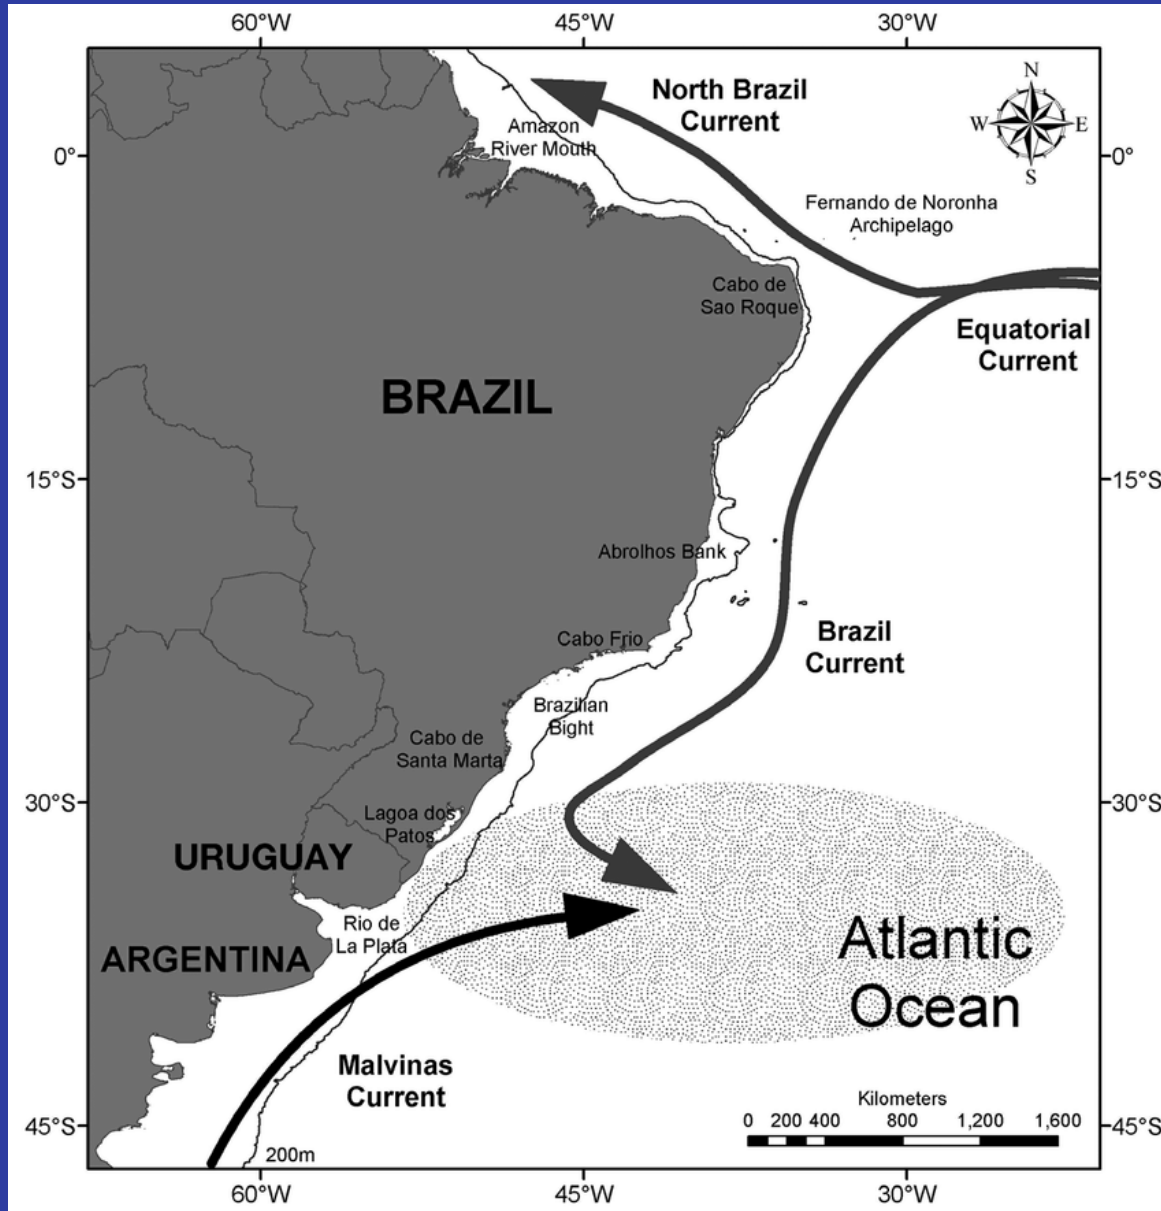 60°W
45°W
30°W
North Brazil
Current
N
W
E
S
Amazon
River Mouth
0°
0°
Fernando de Noronha
Archipelago
Cabo de
Sao Roque
Equatorial
Current
BRAZIL
15°S
15°S
Abrolhos Bank
Cabo Frio
Brazil
Current
Brazilian
Bight
Cabo de
Santa Marta
30°S
30°S
Lagoa dos
Patos
URUGUAY
Rio de
La Plata
ARGENTINA
Atlantic
Ocean
Malvinas
Current
Kilometers
0 200 400 800 1,200 1,600
45°S
45°S
200m
60°W
45°W
30°W